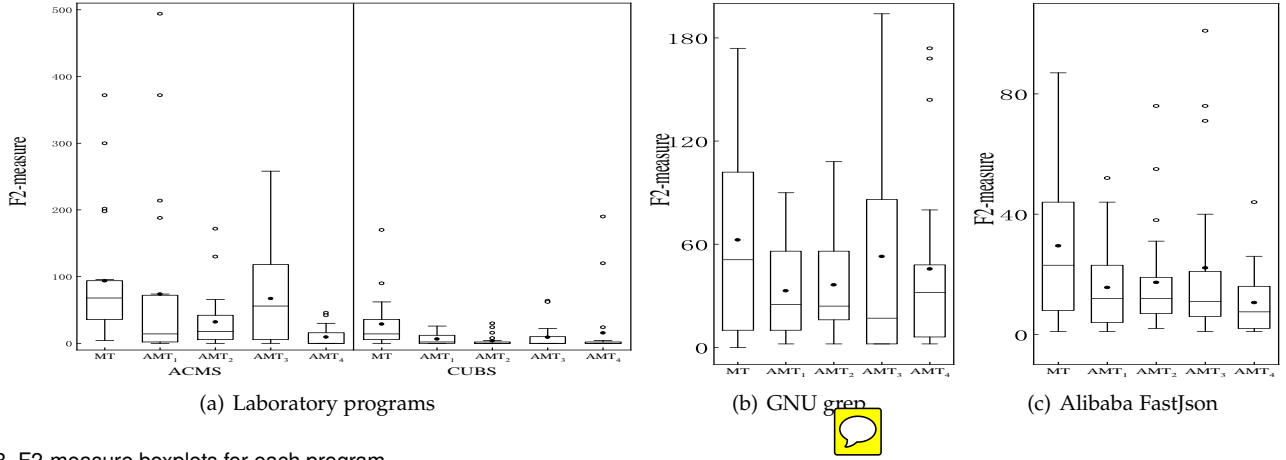 500
400
300
200
100
0
F2-measure
MT AMT1 AMT2 AMT3 AMT4 MT AMT1 AMT2 AMT3 AMT4
ACMS CUBS
(a) Laboratory programs
180
120
60
0
F2-measure
MT AMT1 AMT2 AMT3 AMT4
(b) GNU grep
80
40
0
F2-measure
MT AMT1 AMT2 AMT3 AMT4
(c) Alibaba FastJson
F2-measure boxplots for each program